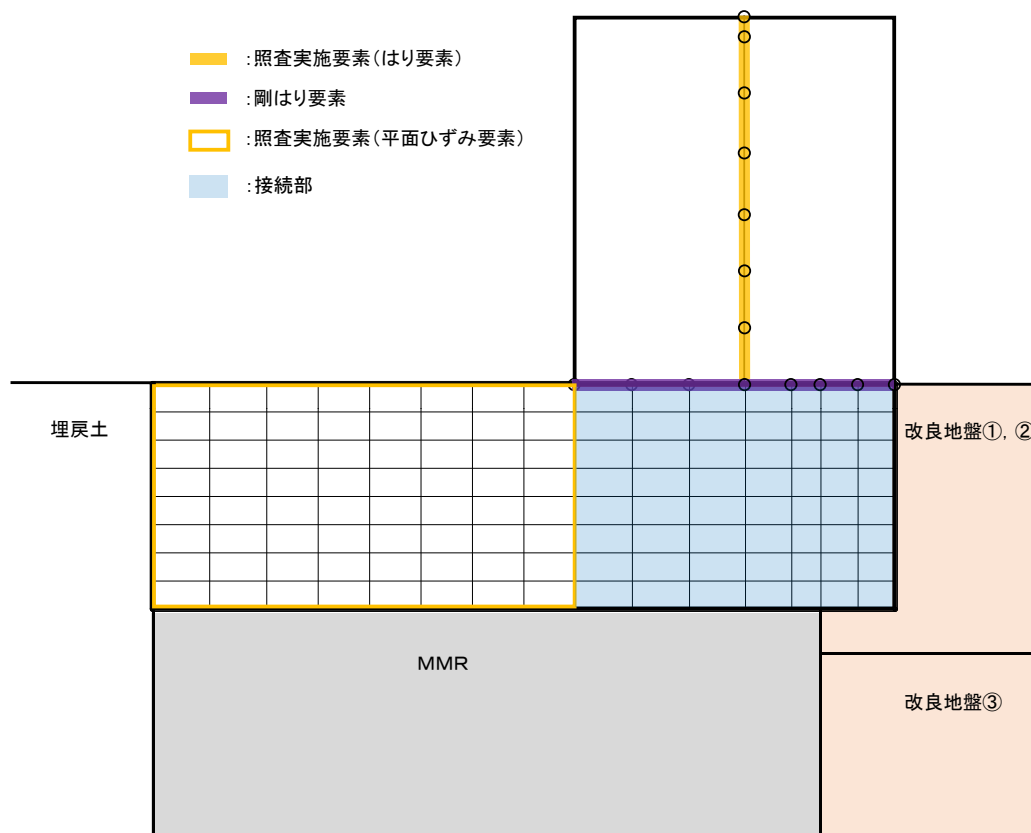 ：照査実施要素（はり要素）
：剛はり要素
：照査実施要素（平面ひずみ要素）
：接続部
埋戻土
改良地盤①，②
MMR
改良地盤③